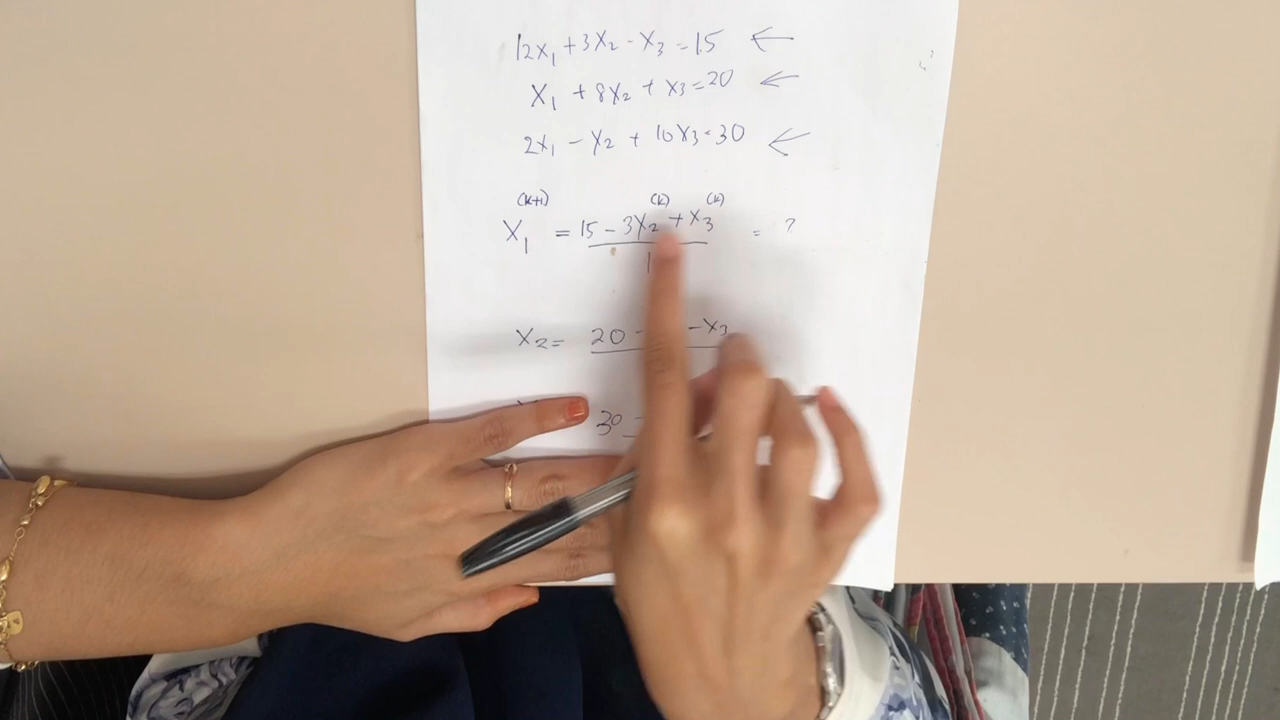 12x₁ + 3x₂ - x₃ = 15 ←
x₁ + 8x₂ + x₃ = 20 ←
2x₁ - x₂ + 10x₃ = 30 ←
(k+1) (k) (k)
x₁ = 15 - 3x₂ + x₃ = ?
1
x₂ = 20 - - x₃
30 -